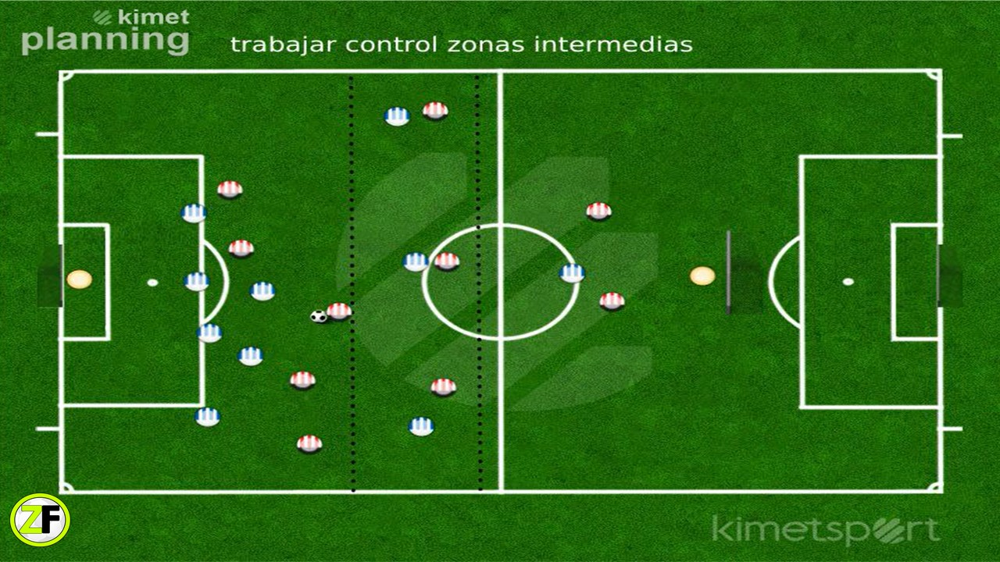 kimet
planning
trabajar control zonas intermedias
ZF
kimetsport